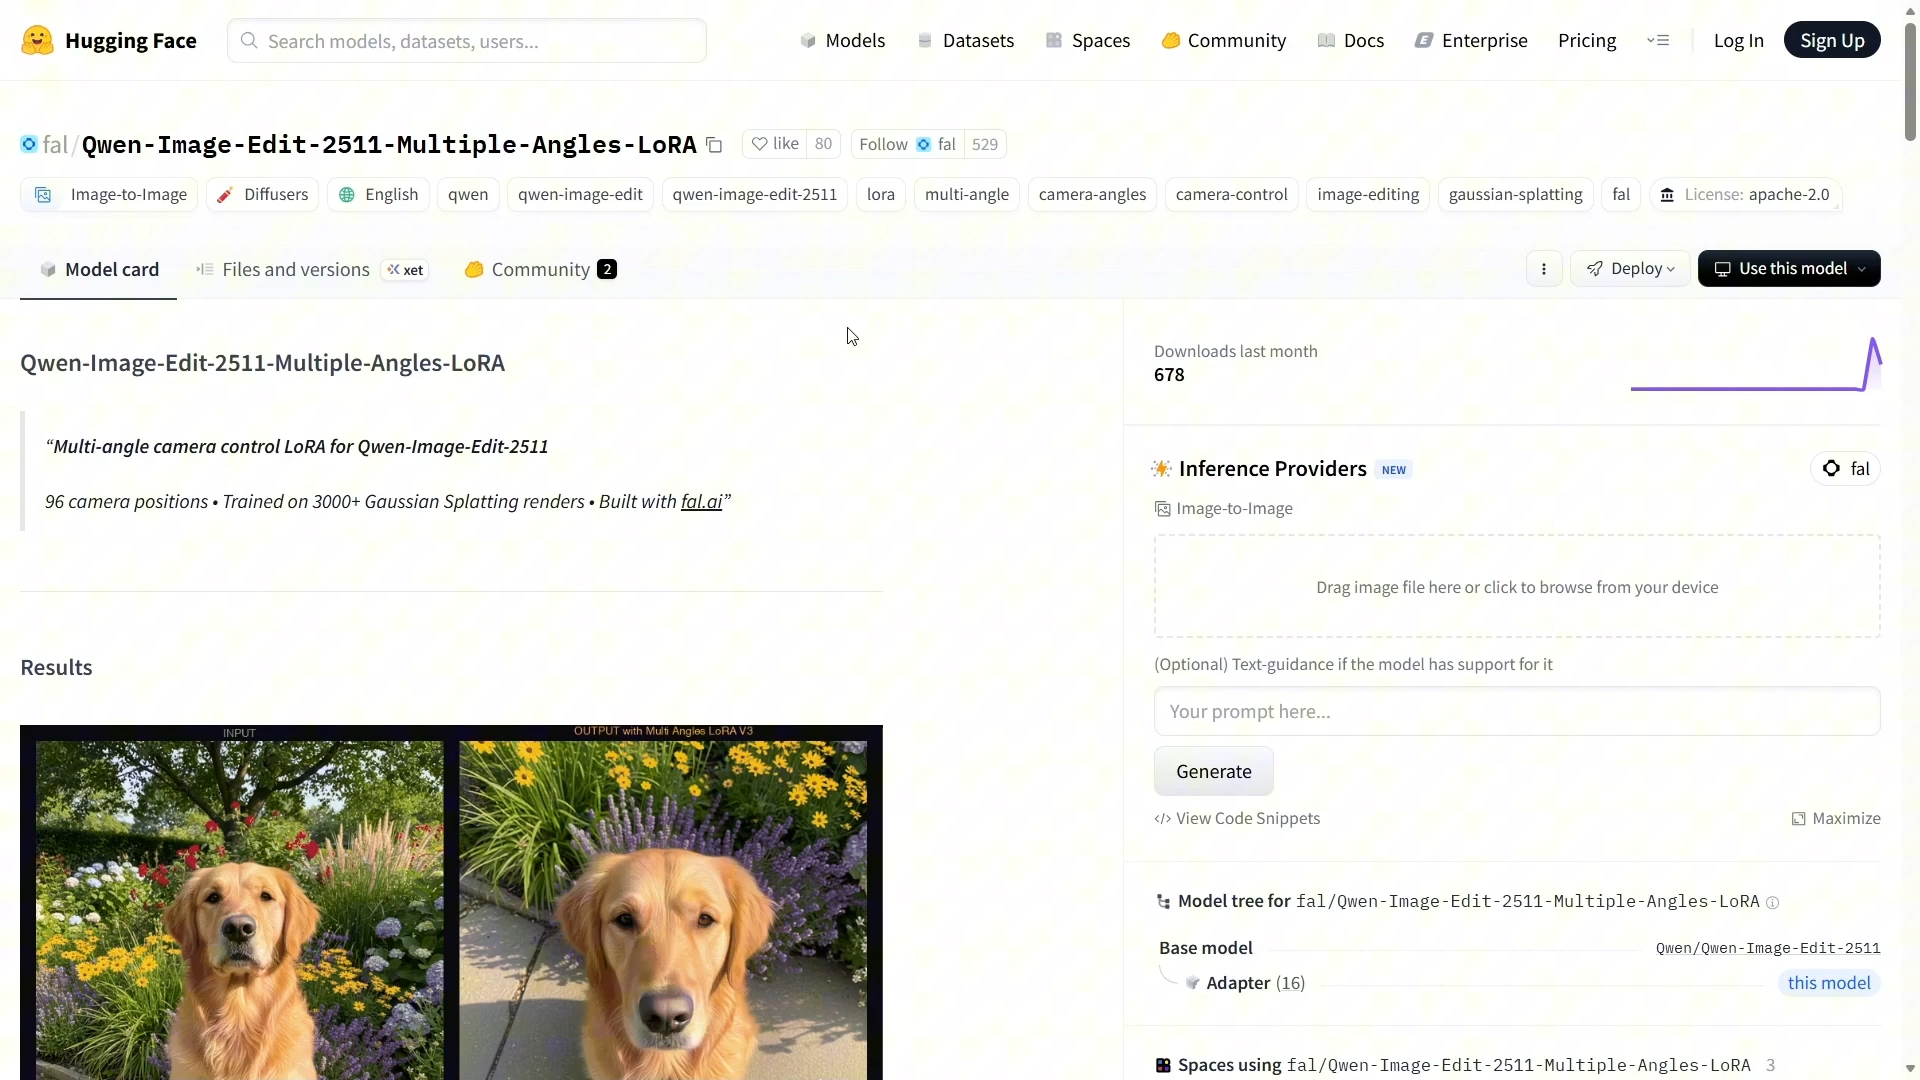 Hugging Face
Search models, datasets, users...
Models
Datasets
Spaces
Community
Docs
Enterprise
Pricing
Log In
Sign Up
fal/Qwen-Image-Edit-2511-Multiple-Angles-LoRA
like 80
Follow fal 529
Image-to-Image
Diffusers
English
qwen
qwen-image-edit
qwen-image-edit-2511
lora
multi-angle
camera-angles
camera-control
image-editing
gaussian-splatting
fal
License: apache-2.0
Model card
Files and versions
xet
Community 2
Deploy
Use this model
Qwen-Image-Edit-2511-Multiple-Angles-LoRA
“Multi-angle camera control LoRA for Qwen-Image-Edit-2511
96 camera positions • Trained on 3000+ Gaussian Splatting renders • Built with fal.ai”
Results
INPUT
OUTPUT with Multi Angles LoRA V3
Downloads last month
678
Inference Providers NEW
fal
Image-to-Image
Drag image file here or click to browse from your device
(Optional) Text-guidance if the model has support for it
Your prompt here...
Generate
</> View Code Snippets
Maximize
Model tree for fal/Qwen-Image-Edit-2511-Multiple-Angles-LoRA
Base model
Qwen/Qwen-Image-Edit-2511
Adapter (16)
this model
Spaces using fal/Qwen-Image-Edit-2511-Multiple-Angles-LoRA 3